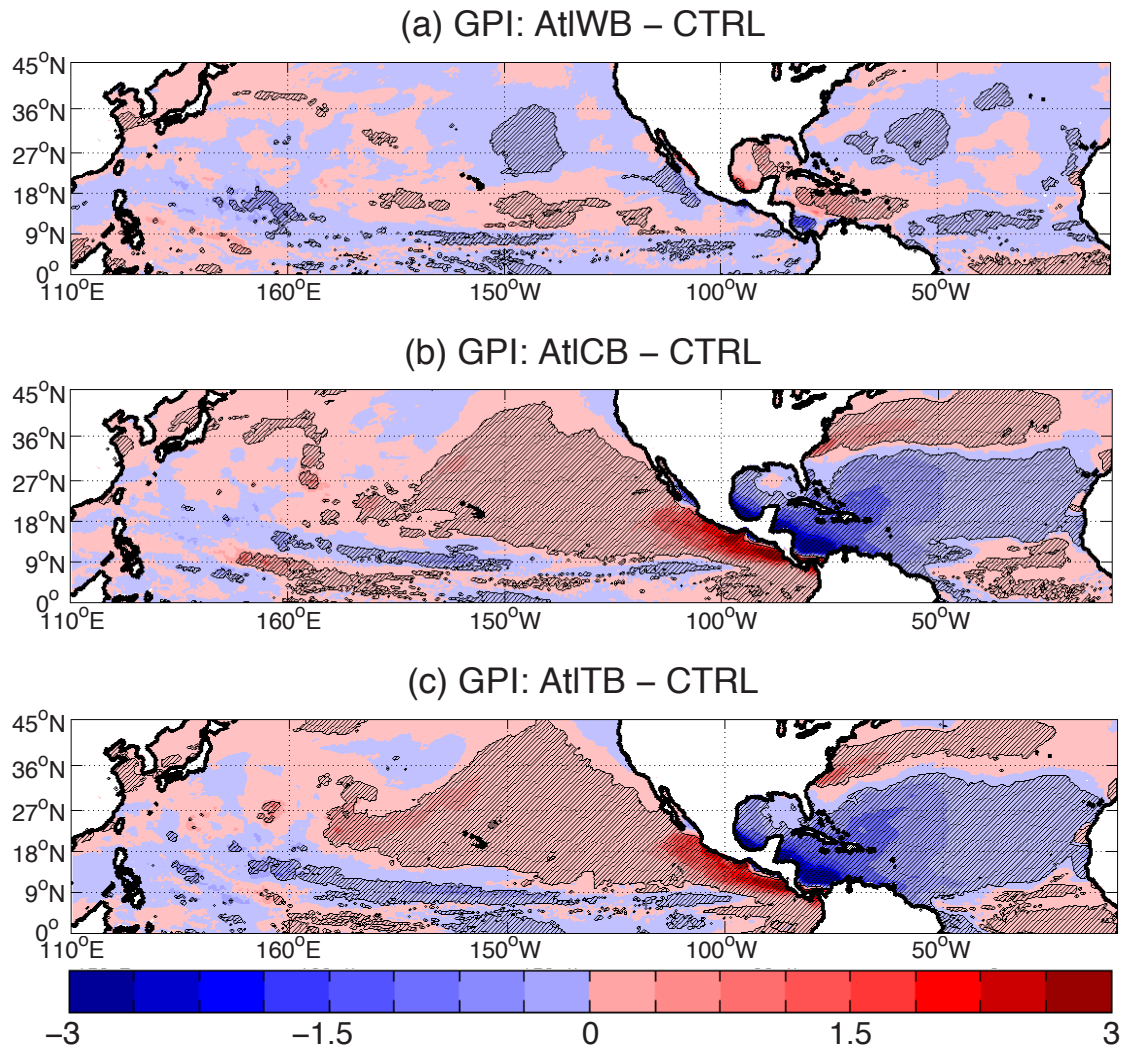 (a) GPI: AtlWB − CTRL
45°N
36°N
27°N
18°N
9°N
0°
110°E 160°E 150°W 100°W 50°W
(b) GPI: AtlCB − CTRL
45°N
36°N
27°N
18°N
9°N
0°
110°E 160°E 150°W 100°W 50°W
(c) GPI: AtlTB − CTRL
45°N
36°N
27°N
18°N
9°N
0°
110°E 160°E 150°W 100°W 50°W
−3 −1.5 0 1.5 3